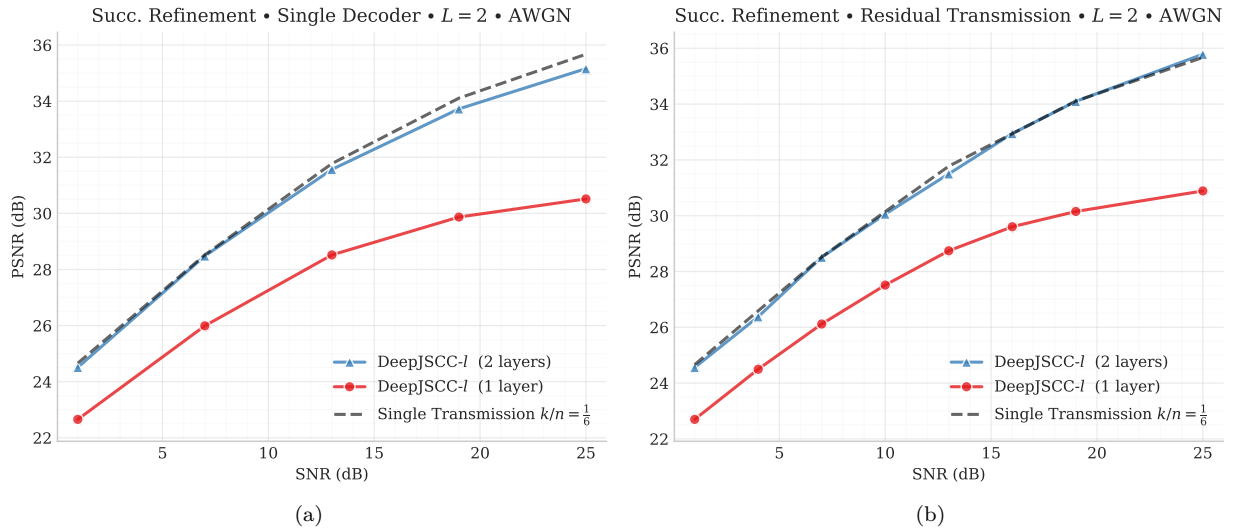 Succ. Refinement • Single Decoder • L = 2 • AWGN
36
34
32
30
28
26
24
22
PSNR (dB)
DeepJSCC-l (2 layers)
DeepJSCC-l (1 layer)
Single Transmission k/n = 1/6
5
10
15
20
25
SNR (dB)
(a)
Succ. Refinement • Residual Transmission • L = 2 • AWGN
36
34
32
30
28
26
24
22
PSNR (dB)
DeepJSCC-l (2 layers)
DeepJSCC-l (1 layer)
Single Transmission k/n = 1/6
5
10
15
20
25
SNR (dB)
(b)